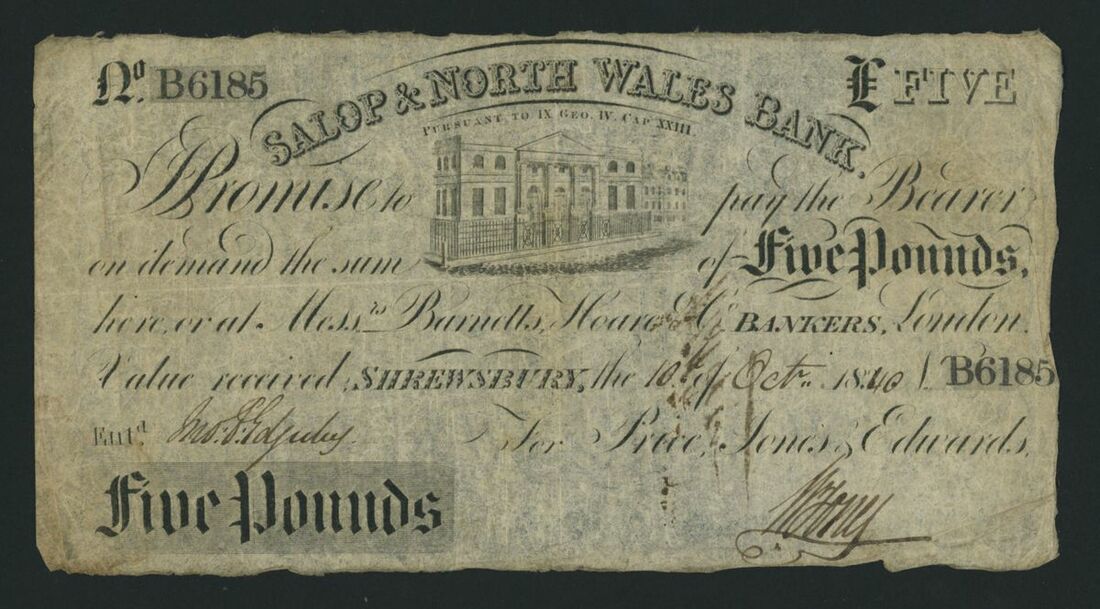 No. B6185 £ FIVE
SALOP & NORTH WALES BANK.
PURSUANT TO IX GEO. IV. CAP XXIII.
I Promise to pay the Bearer
on demand the sum of Five Pounds,
here, or at Messrs Barnetts, Hoare & Co BANKERS, London.
Value received, SHREWSBURY, the 10th of Octr. 1840 B6185
Entd.
For Price, Jones & Edwards,
Five Pounds